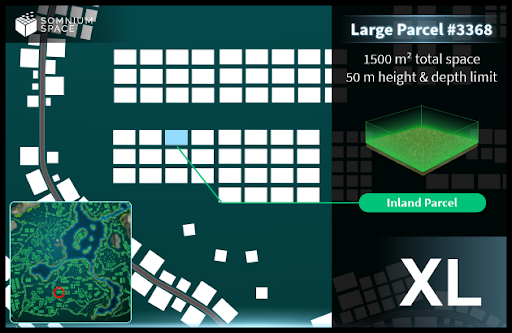 SOMNIUM
SPACE
Large Parcel #3368
1500 m² total space
50 m height & depth limit
Inland Parcel
XL